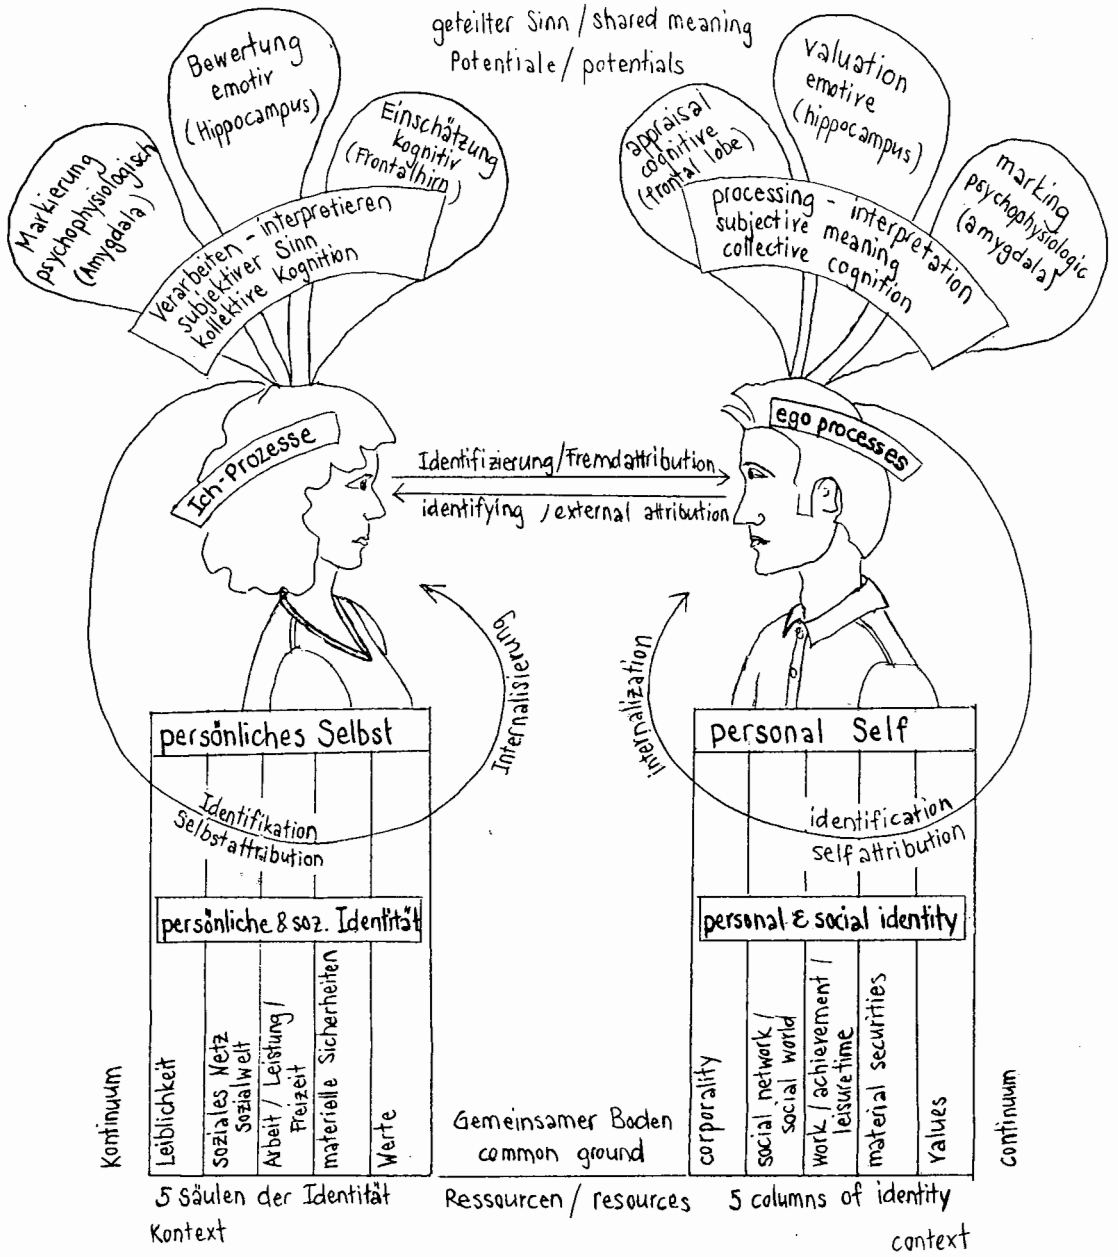 geteilter Sinn / shared meaning
Potentiale / potentials
Markierung
psychophysiologisch
(Amygdala)
Bewertung
emotiv
(Hippocampus)
Einschätzung
kognitiv
(Frontalhirn)
Verarbeiten - interpretieren
subjektiver Sinn
kollektive Kognition
appraisal
cognitive
(frontal lobe)
valuation
emotive
(hippocampus)
marking
psychophysiologic
(amygdala)
processing - interpretation
subjective meaning
collective cognition
Ich-Prozesse
ego processes
Identifizierung/Fremdattribution
identifying / external attribution
Internalisierung
internalization
persönliches Selbst
personal Self
Identifikation
Selbstattribution
identification
self attribution
persönliche & soz. Identität
personal & social identity
Kontinuum
Leiblichkeit
soziales Netz
Sozialwelt
Arbeit / Leistung /
Freizeit
materielle Sicherheiten
Werte
Gemeinsamer Boden
common ground
corporality
social network /
social world
work / achievement /
leisuretime
material securities
values
continuum
5 Säulen der Identität
Ressourcen / resources
5 columns of identity
Kontext
context